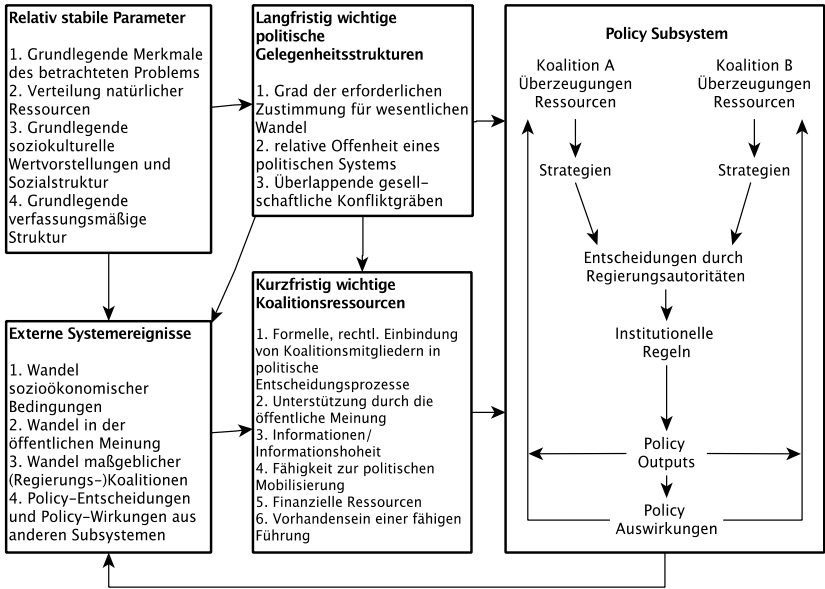 Relativ stabile Parameter
1. Grundlegende Merkmale
des betrachteten Problems
2. Verteilung natürlicher
Ressourcen
3. Grundlegende
soziokulturelle
Wertvorstellungen und
Sozialstruktur
4. Grundlegende
verfassungsmäßige
Struktur
Langfristig wichtige
politische
Gelegenheitsstrukturen
1. Grad der erforderlichen
Zustimmung für wesentlichen
Wandel
2. relative Offenheit eines
politischen Systems
3. Überlappende gesell-
schaftliche Konfliktgräben
Externe Systemereignisse
1. Wandel
sozioökonomischer
Bedingungen
2. Wandel in der
öffentlichen Meinung
3. Wandel maßgeblicher
(Regierungs-)Koalitionen
4. Policy-Entscheidungen
und Policy-Wirkungen aus
anderen Subsystemen
Kurzfristig wichtige
Koalitionsressourcen
1. Formelle, rechtl. Einbindung
von Koalitionsmitgliedern in
politische
Entscheidungsprozesse
2. Unterstützung durch die
öffentliche Meinung
3. Informationen/
Informationshoheit
4. Fähigkeit zur politischen
Mobilisierung
5. Finanzielle Ressourcen
6. Vorhandensein einer fähigen
Führung
Policy Subsystem
Koalition A
Überzeugungen
Ressourcen
Koalition B
Überzeugungen
Ressourcen
Strategien
Strategien
Entscheidungen durch
Regierungsautoritäten
Institutionelle
Regeln
Policy
Outputs
Policy
Auswirkungen